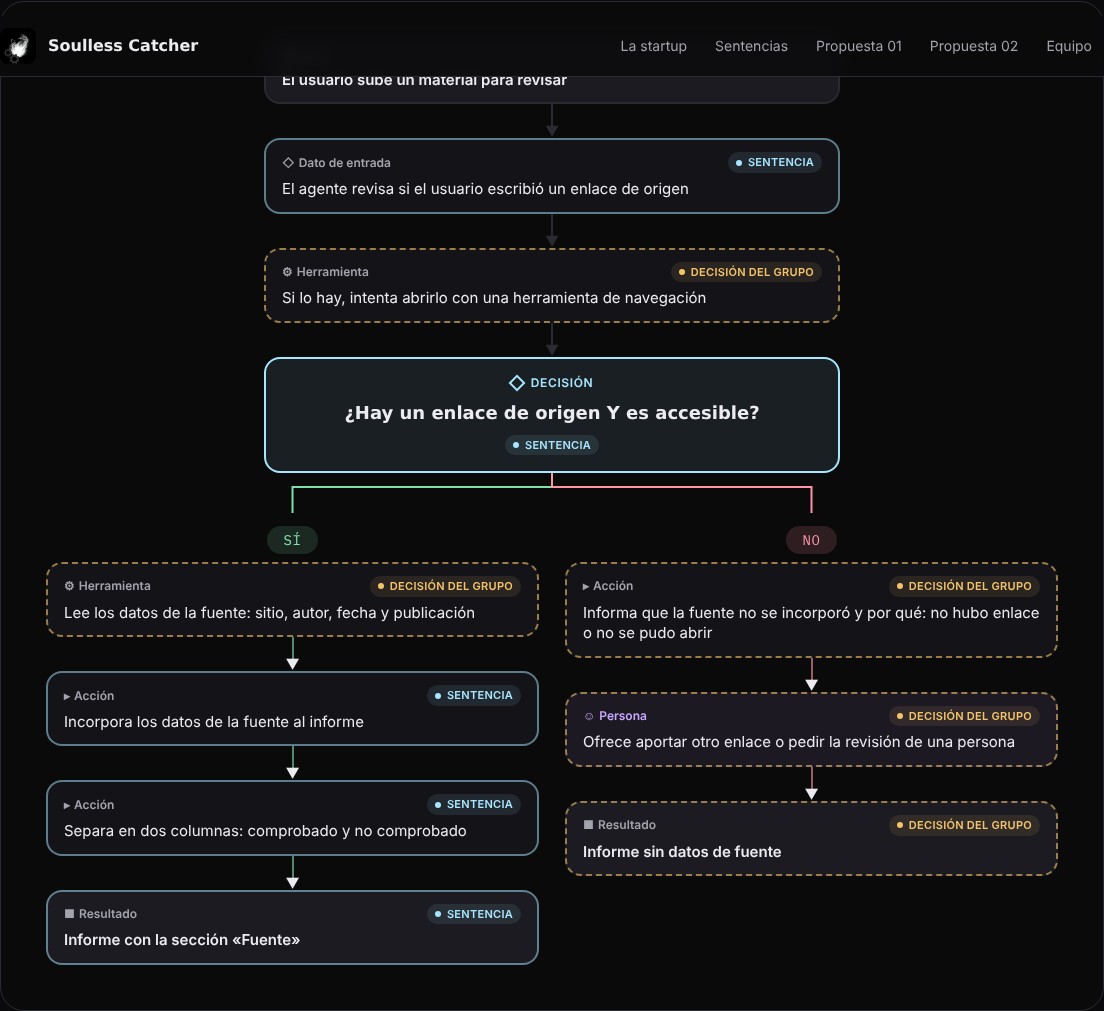 Soulless Catcher
La startup
Sentencias
Propuesta 01
Propuesta 02
Equipo
El usuario sube un material para revisar
Dato de entrada
SENTENCIA
El agente revisa si el usuario escribió un enlace de origen
Herramienta
DECISIÓN DEL GRUPO
Si lo hay, intenta abrirlo con una herramienta de navegación
DECISIÓN
¿Hay un enlace de origen Y es accesible?
SENTENCIA
SÍ
Herramienta
DECISIÓN DEL GRUPO
Lee los datos de la fuente: sitio, autor, fecha y publicación
Acción
SENTENCIA
Incorpora los datos de la fuente al informe
Acción
SENTENCIA
Separa en dos columnas: comprobado y no comprobado
Resultado
SENTENCIA
Informe con la sección «Fuente»
NO
Acción
DECISIÓN DEL GRUPO
Informa que la fuente no se incorporó y por qué: no hubo enlace
o no se pudo abrir
Persona
DECISIÓN DEL GRUPO
Ofrece aportar otro enlace o pedir la revisión de una persona
Resultado
DECISIÓN DEL GRUPO
Informe sin datos de fuente